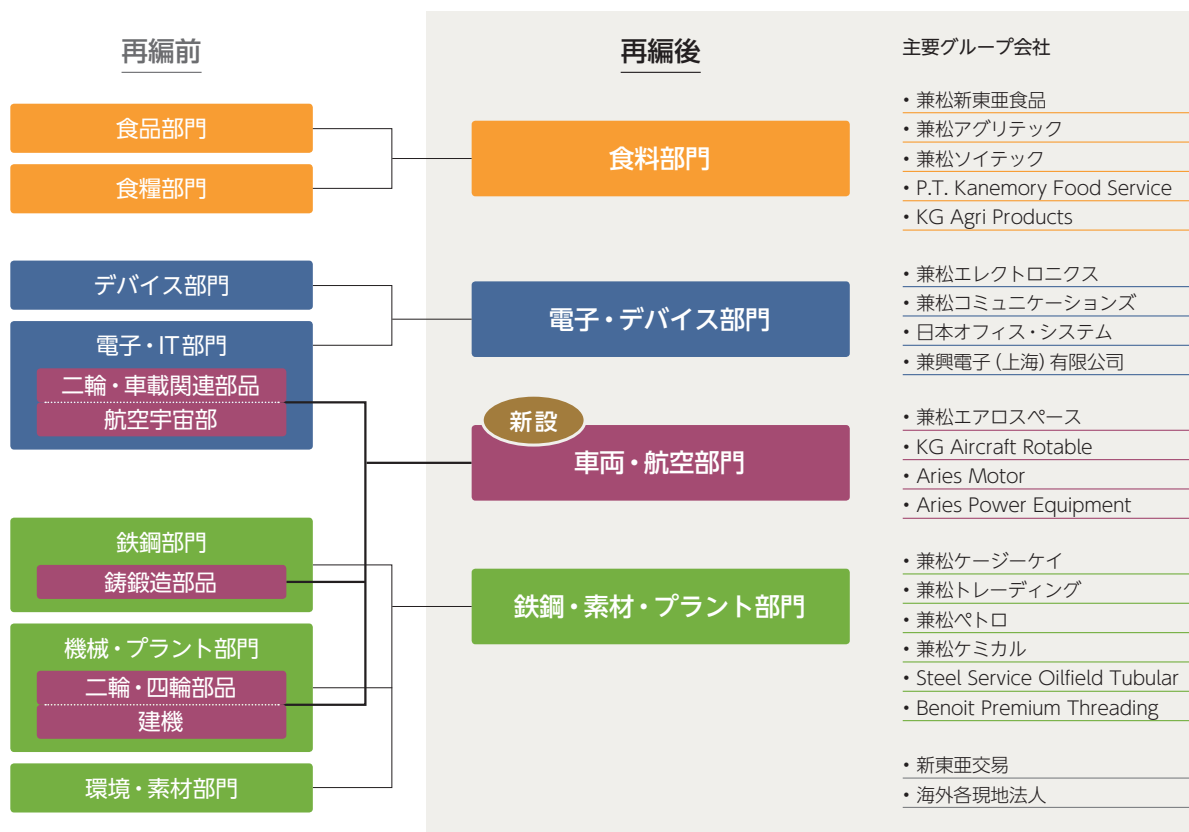 再編前
食品部門
食糧部門
デバイス部門
電子・IT部門
二輪・車載関連部品
航空宇宙部
鉄鋼部門
鋳鍛造部品
機械・プラント部門
二輪・四輪部品
建機
環境・素材部門
再編後
食料部門
電子・デバイス部門
新設
車両・航空部門
鉄鋼・素材・プラント部門
主要グループ会社
• 兼松新東亜食品
• 兼松アグリテック
• 兼松ソイテック
• P.T. Kanemory Food Service
• KG Agri Products
• 兼松エレクトロニクス
• 兼松コミュニケーションズ
• 日本オフィス・システム
• 兼興電子（上海）有限公司
• 兼松エアロスペース
• KG Aircraft Rotable
• Aries Motor
• Aries Power Equipment
• 兼松ケージーケイ
• 兼松トレーディング
• 兼松ペトロ
• 兼松ケミカル
• Steel Service Oilfield Tubular
• Benoit Premium Threading
• 新東亜交易
• 海外各現地法人